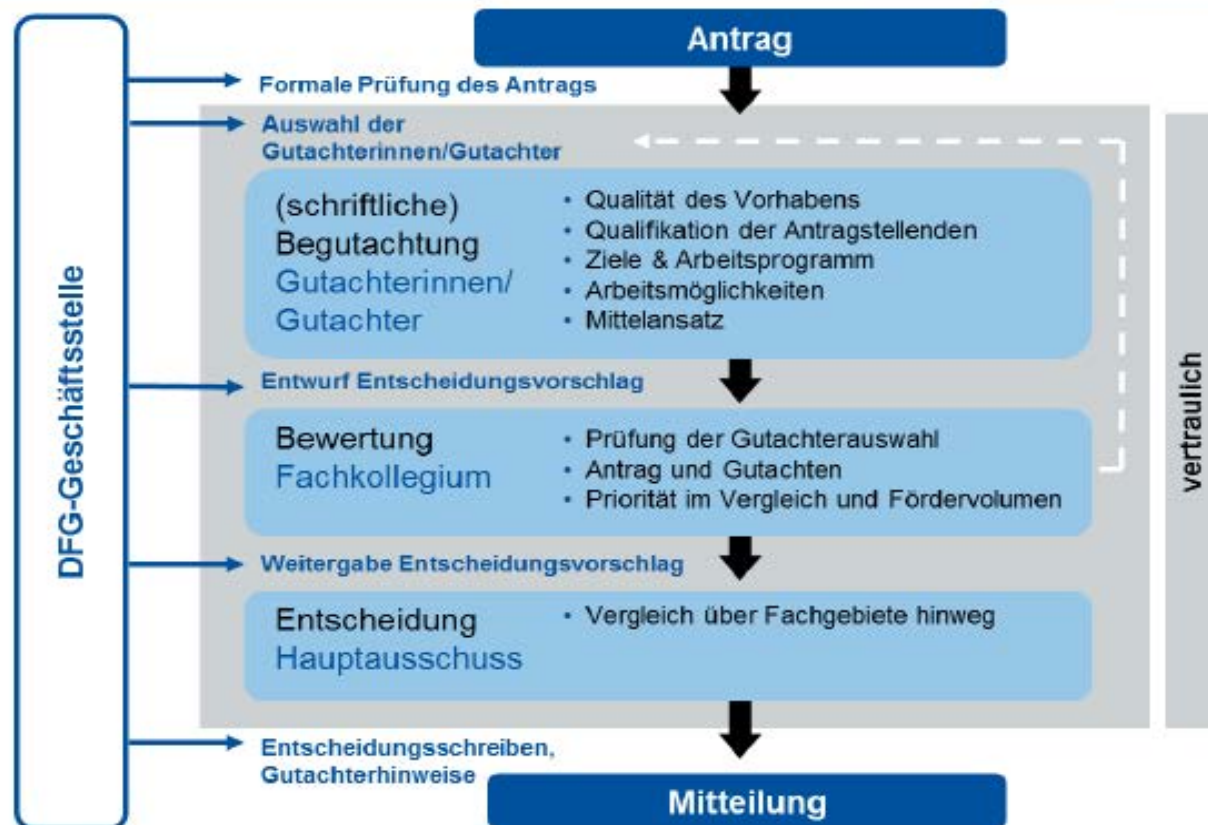 DFG-Geschäftsstelle
Antrag
Formale Prüfung des Antrags
Auswahl der
Gutachterinnen/Gutachter
(schriftliche)
Begutachtung
Gutachterinnen/
Gutachter
• Qualität des Vorhabens
• Qualifikation der Antragstellenden
• Ziele & Arbeitsprogramm
• Arbeitsmöglichkeiten
• Mittelansatz
Entwurf Entscheidungsvorschlag
Bewertung
Fachkollegium
• Prüfung der Gutachterauswahl
• Antrag und Gutachten
• Priorität im Vergleich und Fördervolumen
Weitergabe Entscheidungsvorschlag
Entscheidung
Hauptausschuss
• Vergleich über Fachgebiete hinweg
Entscheidungsschreiben,
Gutachterhinweise
Mitteilung
vertraulich